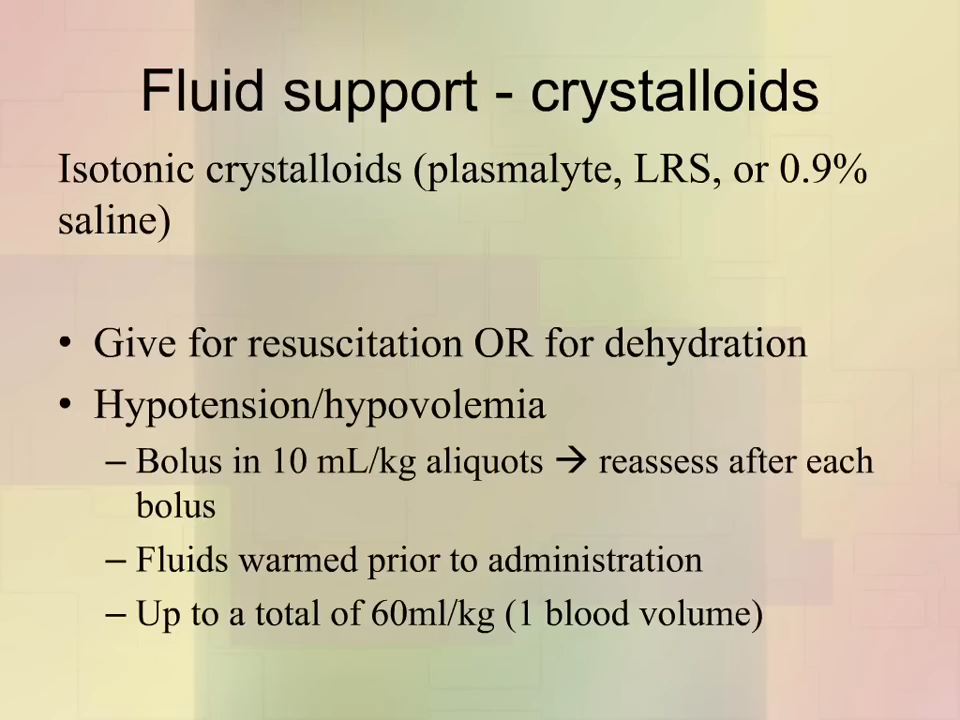 Fluid support - crystalloids
Isotonic crystalloids (plasmalyte, LRS, or 0.9%
saline)
• Give for resuscitation OR for dehydration
• Hypotension/hypovolemia
– Bolus in 10 mL/kg aliquots → reassess after each
bolus
– Fluids warmed prior to administration
– Up to a total of 60ml/kg (1 blood volume)